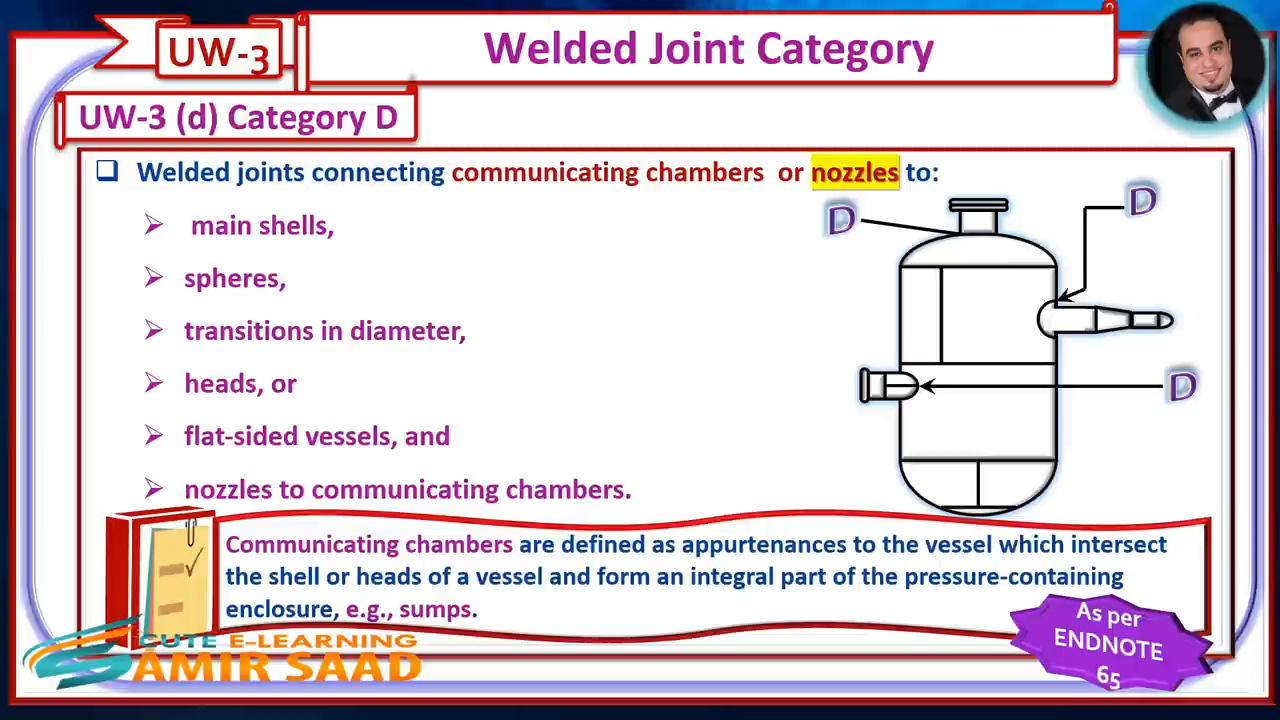 UW-3
Welded Joint Category
UW-3 (d) Category D
Welded joints connecting communicating chambers or nozzles to:
main shells,
spheres,
transitions in diameter,
heads, or
flat-sided vessels, and
nozzles to communicating chambers.
D
D
D
Communicating chambers are defined as appurtenances to the vessel which intersect
the shell or heads of a vessel and form an integral part of the pressure-containing
enclosure, e.g., sumps.
As per
ENDNOTE
65
CUTE E-LEARNING
AMIR SAAD